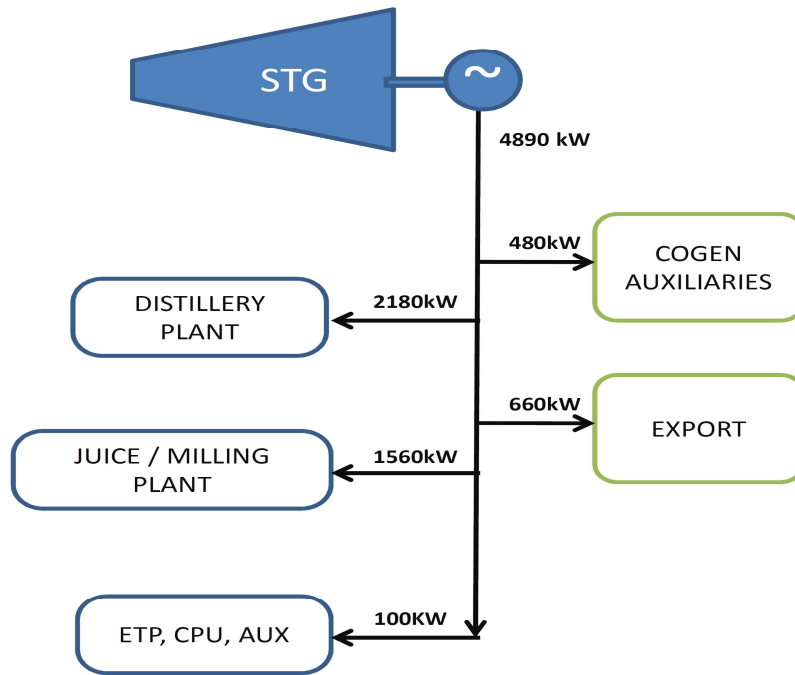 STG
~
4890 kW
480kW
COGEN
AUXILIARIES
2180kW
DISTILLERY
PLANT
660kW
EXPORT
1560kW
JUICE / MILLING
PLANT
100KW
ETP, CPU, AUX